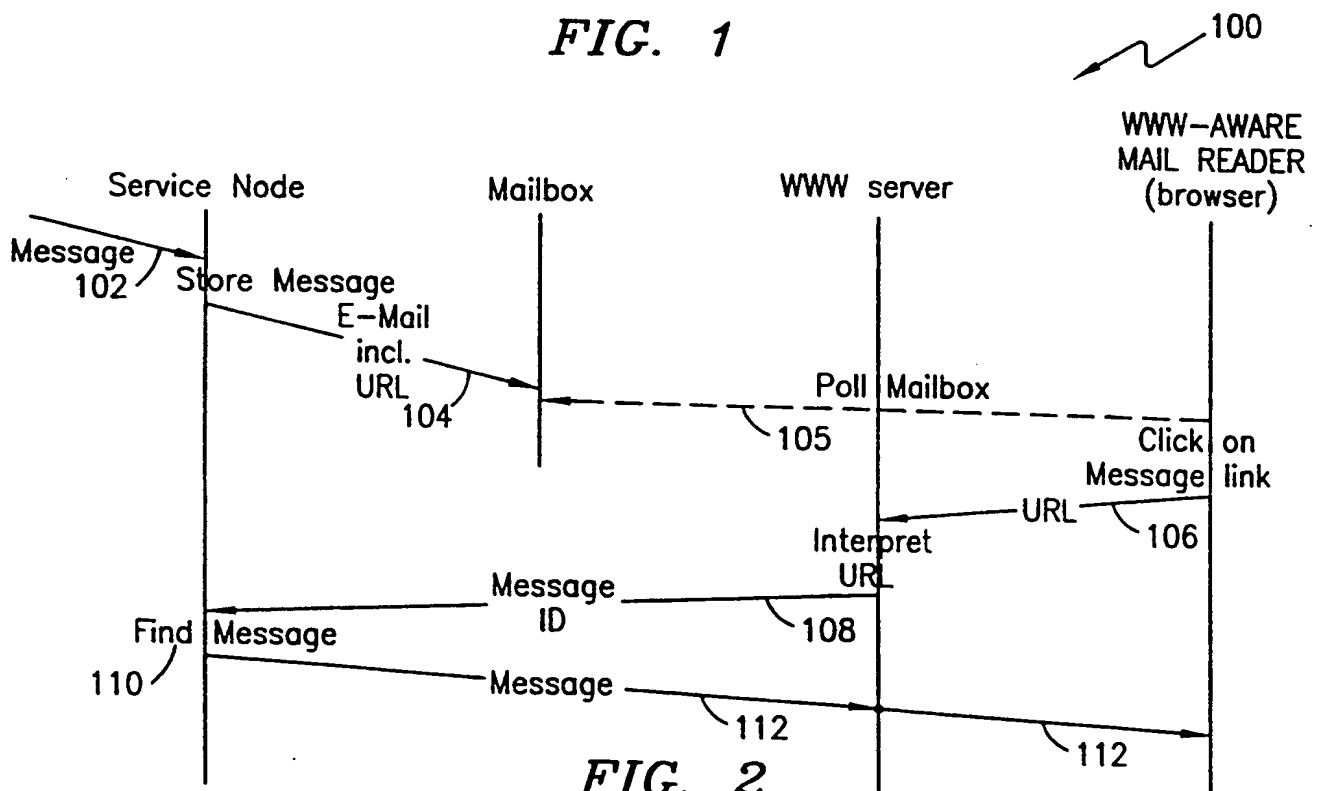 FIG. 1
100
WWW-AWARE
MAIL READER
(browser)
Service Node
Mailbox
WWW server
Message
102
Store Message
E-Mail
incl.
URL
104
Poll Mailbox
105
Click on
Message link
URL
106
Interpret
URL
Message
ID
108
Find Message
110
Message
112
112
FIG. 2